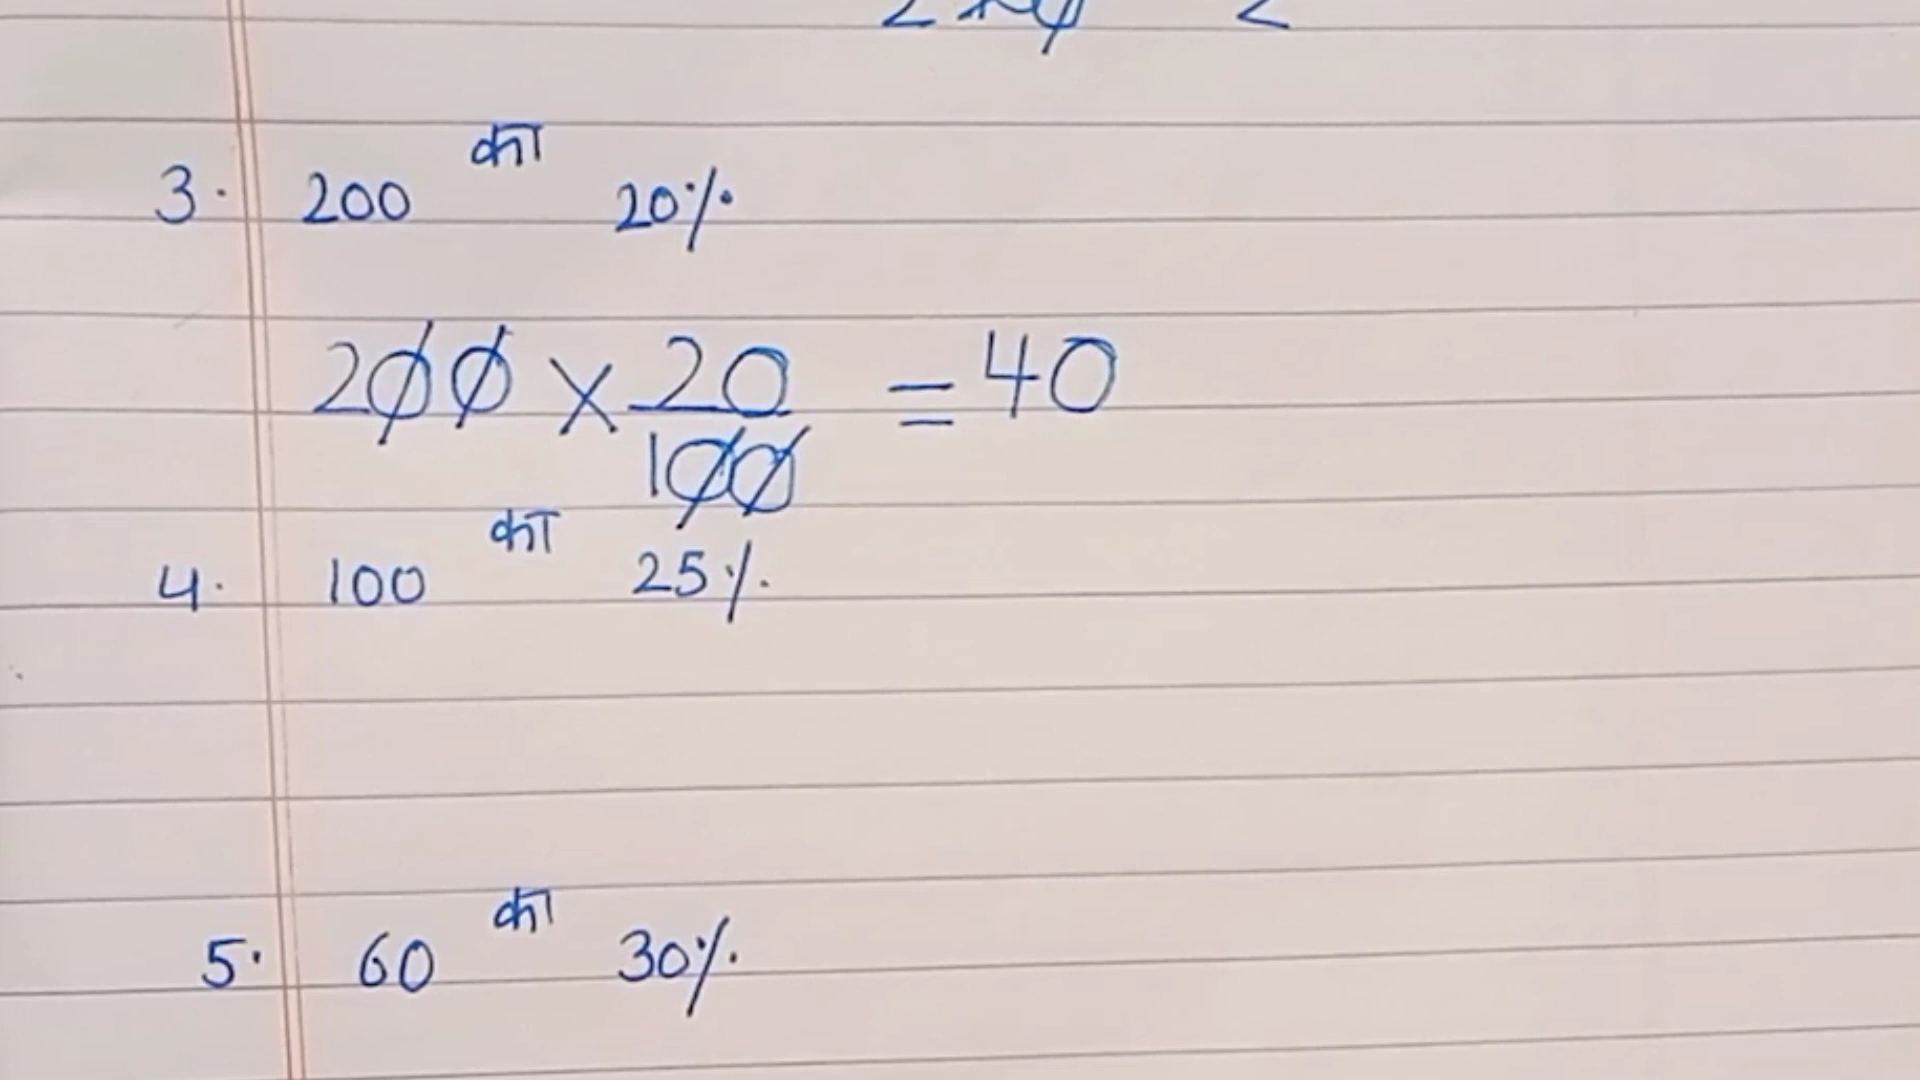 3. 200 का 20%
200 × 20/100 = 40
4. 100 का 25%
5. 60 का 30%